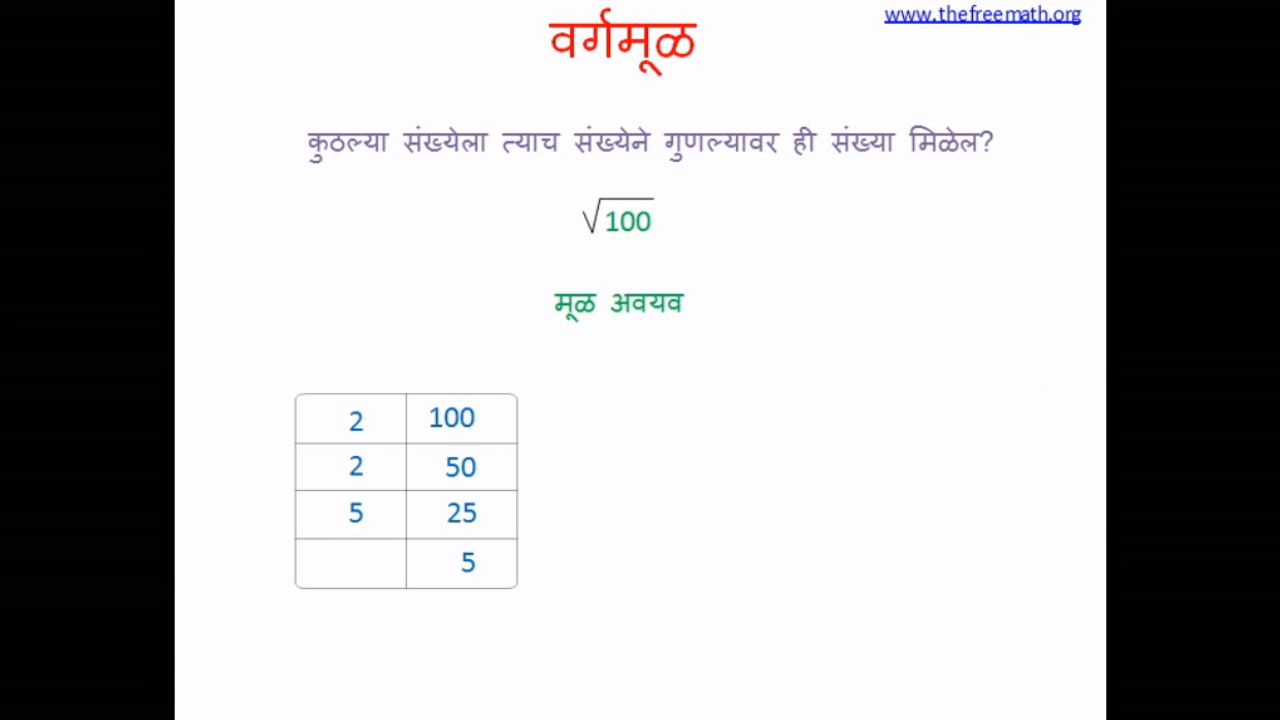 www.thefreemath.org
वर्गमूळ
कुठल्या संख्येला त्याच संख्येने गुणल्यावर ही संख्या मिळेल?
√100
मूळ अवयव
2 100
2 50
5 25
5